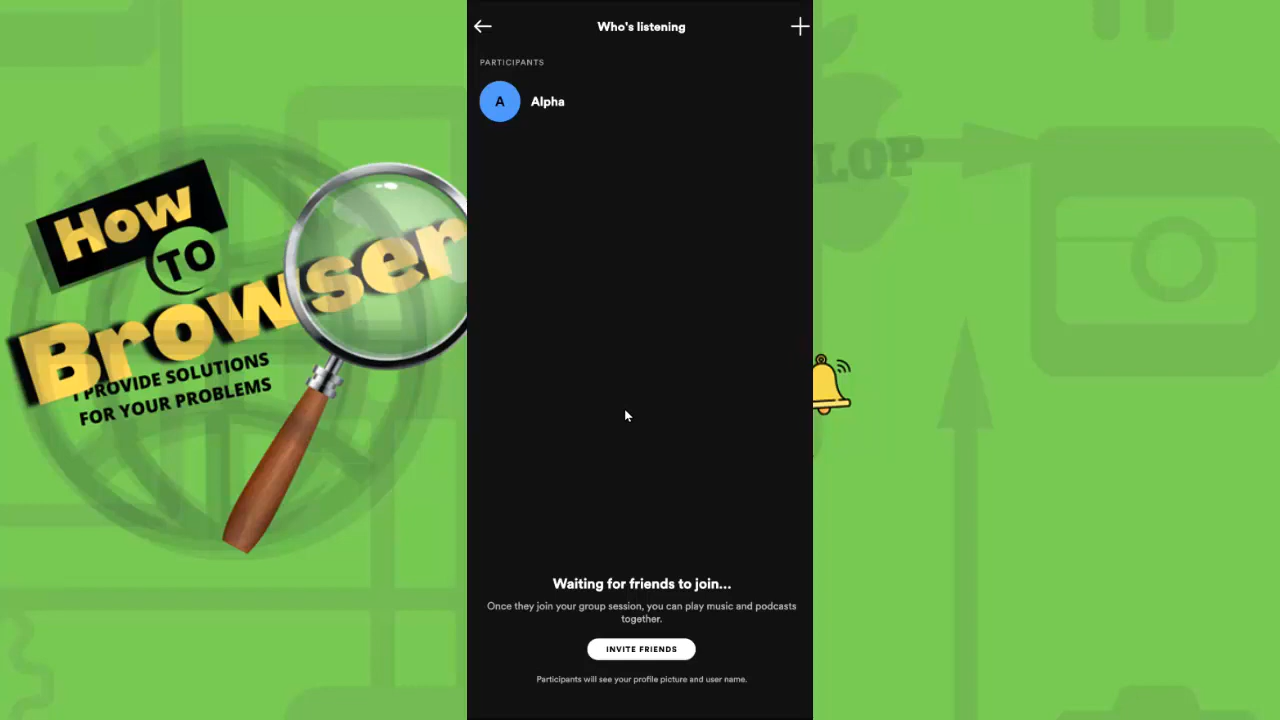 Who's listening
PARTICIPANTS
A
Alpha
How
TO
Browser
I PROVIDE SOLUTIONS
FOR YOUR PROBLEMS
LOP
Waiting for friends to join...
Once they join your group session, you can play music and podcasts
together.
INVITE FRIENDS
Participants will see your profile picture and user name.